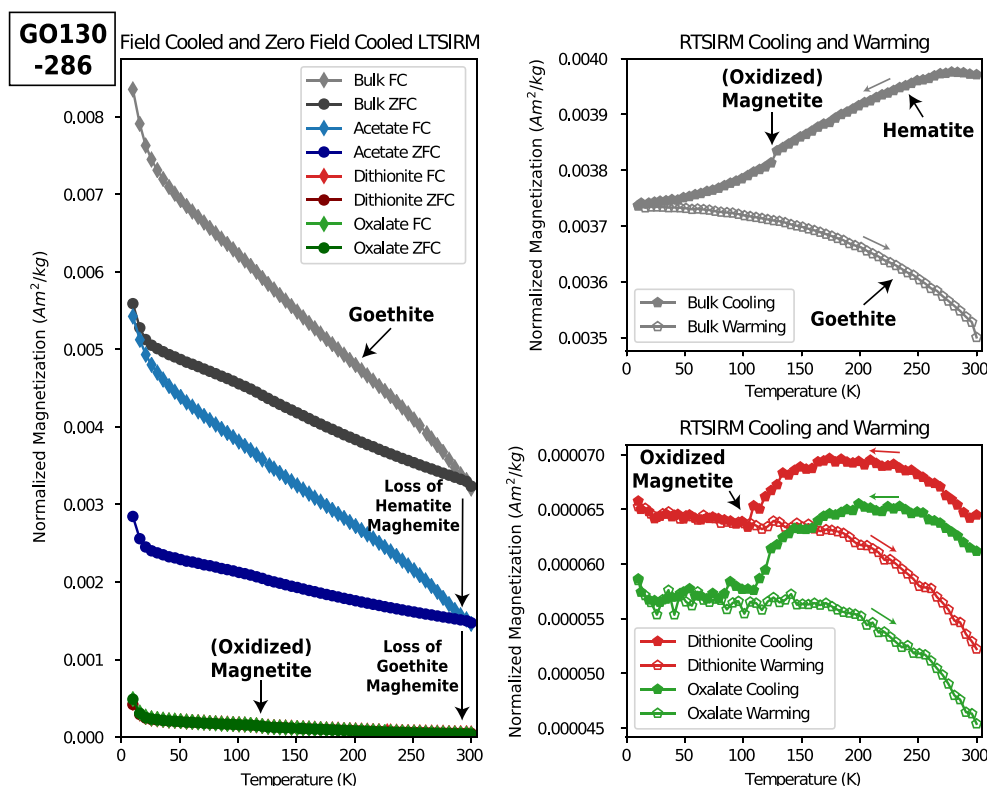 GO130
-286
Field Cooled and Zero Field Cooled LTSIRM
Normalized Magnetization (Am²/kg)
0.008
0.007
0.006
0.005
0.004
0.003
0.002
0.001
0.000
0
50
100
150
200
250
300
Temperature (K)
Bulk FC
Bulk ZFC
Acetate FC
Acetate ZFC
Dithionite FC
Dithionite ZFC
Oxalate FC
Oxalate ZFC
Goethite
Loss of
Hematite
Maghemite
(Oxidized)
Magnetite
Loss of
Goethite
Maghemite
RTSIRM Cooling and Warming
Normalized Magnetization (Am²/kg)
0.0040
0.0039
0.0038
0.0037
0.0036
0.0035
0
50
100
150
200
250
300
Temperature (K)
(Oxidized)
Magnetite
Hematite
Goethite
Bulk Cooling
Bulk Warming
RTSIRM Cooling and Warming
Normalized Magnetization (Am²/kg)
0.000070
0.000065
0.000060
0.000055
0.000050
0.000045
0
50
100
150
200
250
300
Temperature (K)
Oxidized
Magnetite
Dithionite Cooling
Dithionite Warming
Oxalate Cooling
Oxalate Warming